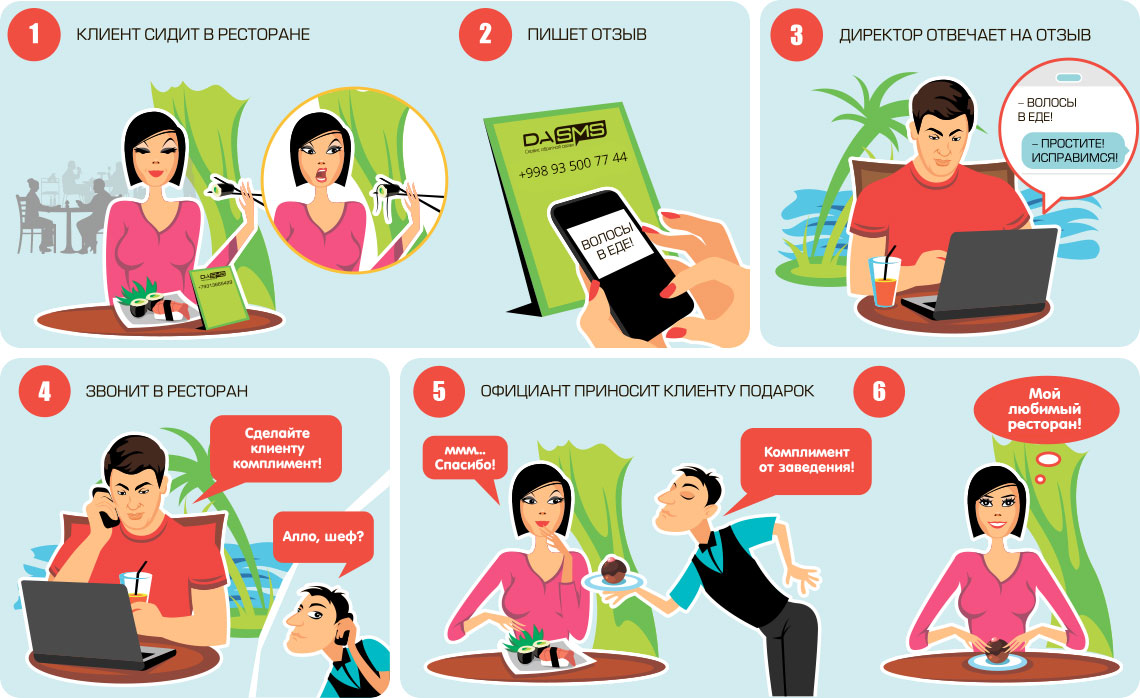 1
КЛИЕНТ СИДИТ В РЕСТОРАНЕ
DASMS
2
ПИШЕТ ОТЗЫВ
DASMS
Сервис обратной связи
+998 93 500 77 44
ВОЛОСЫ
В ЕДЕ!
3
ДИРЕКТОР ОТВЕЧАЕТ НА ОТЗЫВ
– ВОЛОСЫ
В ЕДЕ!
– ПРОСТИТЕ!
ИСПРАВИМСЯ!
4
ЗВОНИТ В РЕСТОРАН
Сделайте
клиенту
комплимент!
Алло, шеф?
5
ОФИЦИАНТ ПРИНОСИТ КЛИЕНТУ ПОДАРОК
ммм...
Спасибо!
Комплимент
от заведения!
6
Мой
любимый
ресторан!